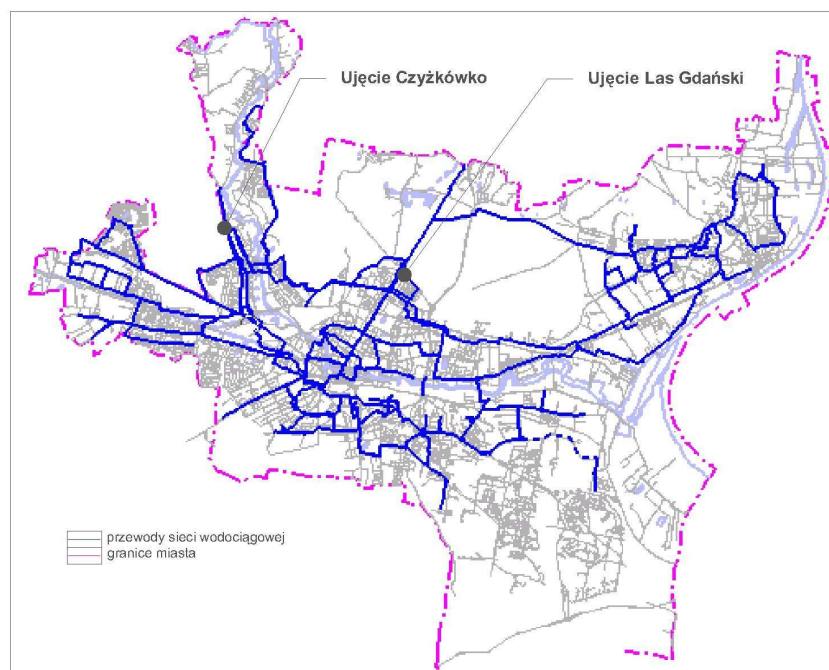 Ujęcie Czyżkówko
Ujęcie Las Gdański
przewody sieci wodociągowej
granice miasta